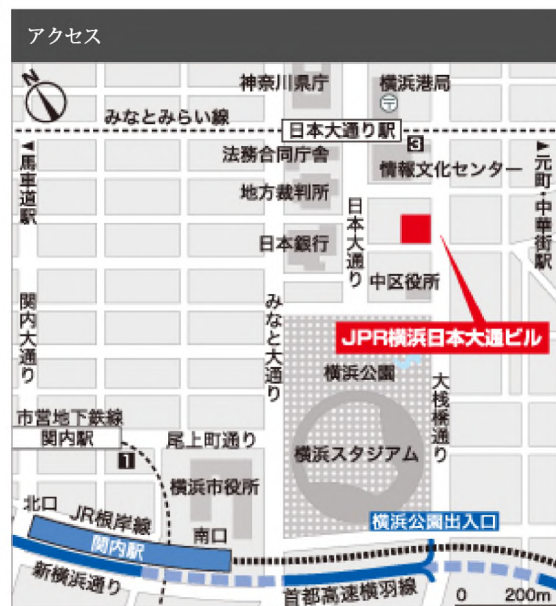 アクセス
N
神奈川県庁
横浜港局
〒
みなとみらい線
日本大通り駅
3
法務合同庁舎
情報文化センター
◀馬車道駅
▶元町・中華街駅
地方裁判所
日本大通り
日本銀行
中区役所
関内大通り
みなと大通り
JPR横浜日本大通ビル
横浜公園
大桟橋通り
市営地下鉄線
関内駅
1
尾上町通り
横浜スタジアム
横浜市役所
北口
JR根岸線
南口
関内駅
横浜公園出入口
新横浜通り
首都高速横羽線
0 200m